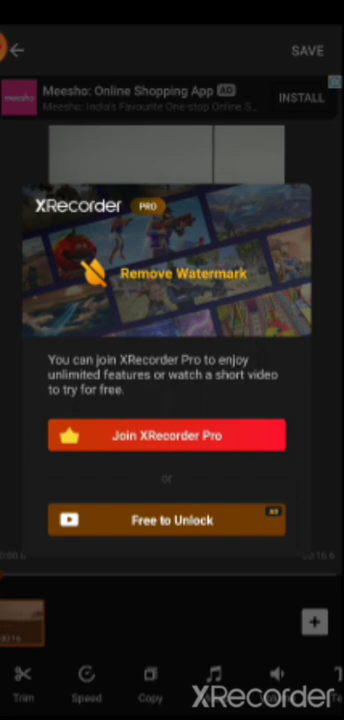 SAVE
Meesho: Online Shopping App AD
Meesho: India's Favourite One-stop Online S...
INSTALL
meesho
XRecorder PRO
Remove Watermark
You can join XRecorder Pro to enjoy
unlimited features or watch a short video
to try for free.
Join XRecorder Pro
or
AD
Free to Unlock
Trim
Speed
Copy
XRecorder